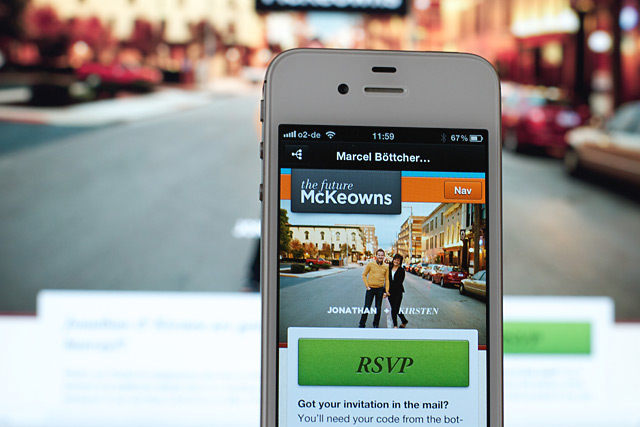 o2-de 11:59 67%
Marcel Böttcher...
the future
McKeowns
Nav
JONATHAN + KIRSTEN
RSVP
Got your invitation in the mail?
You'll need your code from the bot-